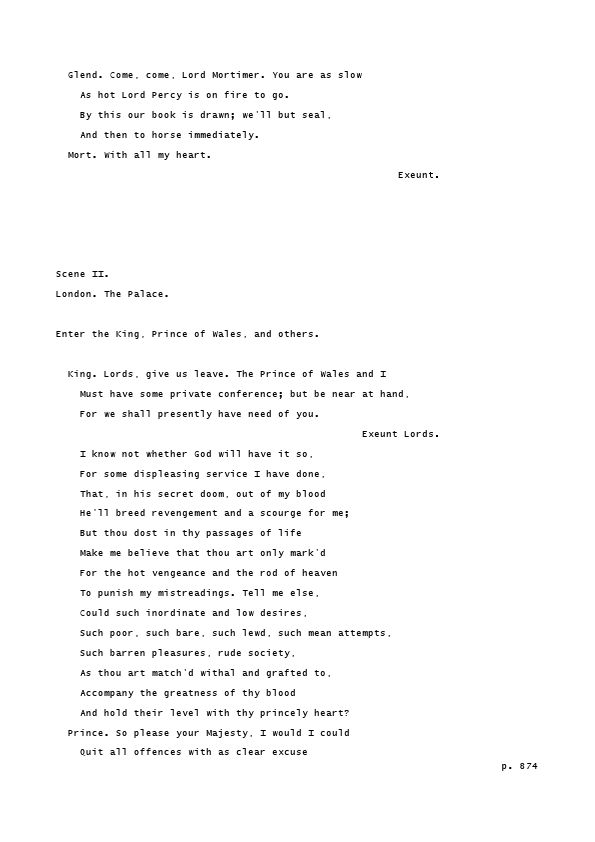 Glend. Come, come, Lord Mortimer. You are as slow
As hot Lord Percy is on fire to go.
By this our book is drawn; we'll but seal,
And then to horse immediately.
Mort. With all my heart.
Exeunt.
Scene II.
London. The Palace.
Enter the King, Prince of Wales, and others.
King. Lords, give us leave. The Prince of Wales and I
Must have some private conference; but be near at hand,
For we shall presently have need of you.
Exeunt Lords.
I know not whether God will have it so,
For some displeasing service I have done,
That, in his secret doom, out of my blood
He'll breed revengement and a scourge for me;
But thou dost in thy passages of life
Make me believe that thou art only mark'd
For the hot vengeance and the rod of heaven
To punish my mistreadings. Tell me else,
Could such inordinate and low desires,
Such poor, such bare, such lewd, such mean attempts,
Such barren pleasures, rude society,
As thou art match'd withal and grafted to,
Accompany the greatness of thy blood
And hold their level with thy princely heart?
Prince. So please your Majesty, I would I could
Quit all offences with as clear excuse
p. 874